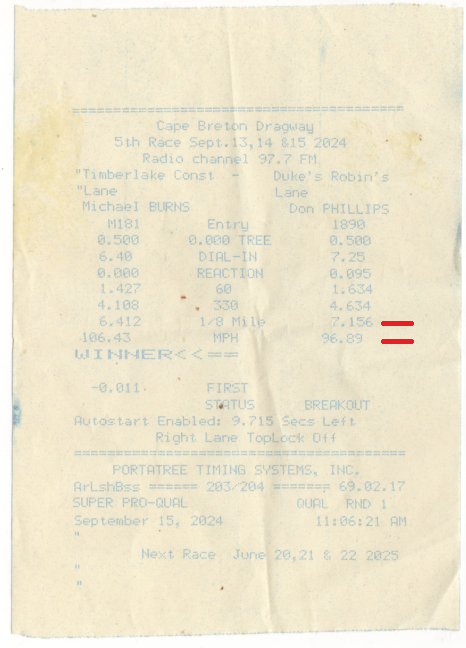 ==============================================
Cape Breton Dragway
5th Race Sept.13,14 &15 2024
Radio channel 97.7 FM
"Timberlake Const - Duke's Robin's
"Lane Lane
Michael BURNS Don PHILLIPS
M181 Entry 1890
0.500 0.000 TREE 0.500
6.40 DIAL-IN 7.25
0.000 REACTION 0.095
1.427 60 1.634
4.108 330 4.634
6.412 1/8 Mile 7.156
106.43 MPH 96.89
WINNER<<==
-0.011 FIRST
STATUS BREAKOUT
Autostart Enabled: 9.715 Secs Left
Right Lane TopLock Off
==============================================
PORTATREE TIMING SYSTEMS, INC.
ArLshBss ====== 203/204 ======= 69.02.17
SUPER PRO-QUAL QUAL RND 1
September 15, 2024 11:06:21 AM
"
Next Race June 20,21 & 22 2025
"
"